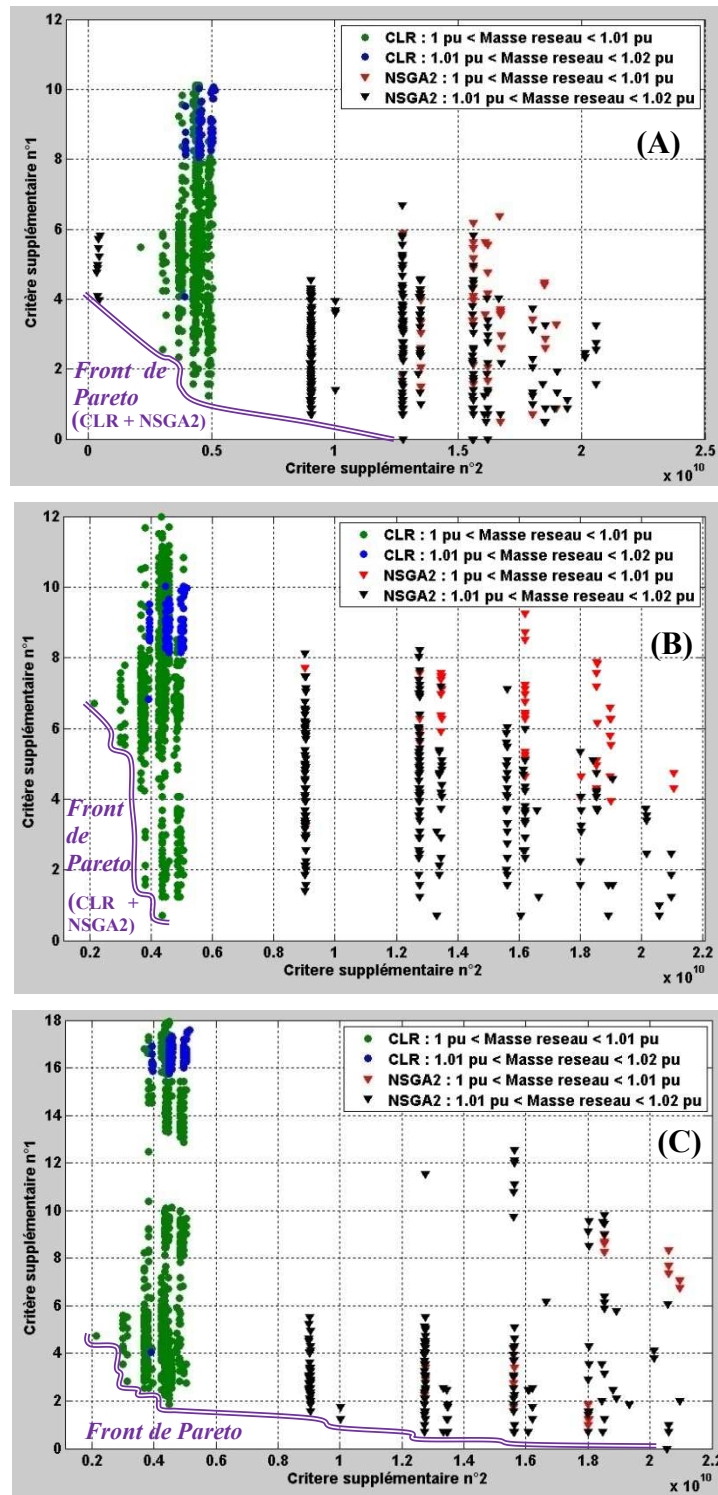 12
CLR : 1 pu < Masse reseau < 1.01 pu
CLR : 1.01 pu < Masse reseau < 1.02 pu
NSGA2 : 1 pu < Masse reseau < 1.01 pu
NSGA2 : 1.01 pu < Masse reseau < 1.02 pu
10
(A)
8
Critère supplémentaire n°1
6
4
2
Front de
Pareto
(CLR + NSGA2)
0
0 0.5 1 1.5 2 2.5
Critere supplémentaire n°2
x 10^10
12
CLR : 1 pu < Masse reseau < 1.01 pu
CLR : 1.01 pu < Masse reseau < 1.02 pu
NSGA2 : 1 pu < Masse reseau < 1.01 pu
NSGA2 : 1.01 pu < Masse reseau < 1.02 pu
10
(B)
8
Critère supplémentaire n°1
6
4
Front
de
Pareto
2
(CLR +
NSGA2)
0
0 0.2 0.4 0.6 0.8 1 1.2 1.4 1.6 1.8 2 2.2
Critere supplémentaire n°2
x 10^10
18
CLR : 1 pu < Masse reseau < 1.01 pu
CLR : 1.01 pu < Masse reseau < 1.02 pu
NSGA2 : 1 pu < Masse reseau < 1.01 pu
NSGA2 : 1.01 pu < Masse reseau < 1.02 pu
16
14
(C)
12
10
Critère supplémentaire n°1
8
6
4
2
Front de Pareto
0
0 0.2 0.4 0.6 0.8 1 1.2 1.4 1.6 1.8 2 2.2
Critere supplémentaire n°2
x 10^10